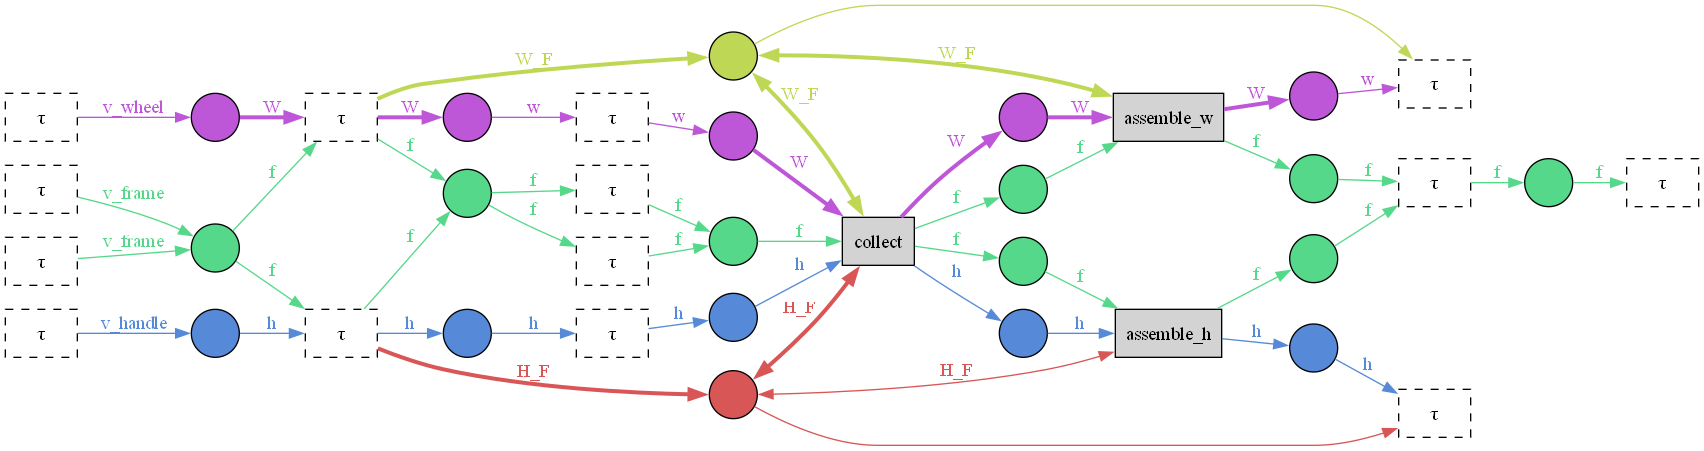 W_F
W_F
W_F
τ
v_wheel
W
τ
W
w
τ
w
W
W
W
assemble_w
W
w
τ
f
f
f
f
f
f
τ
v_frame
f
τ
f
f
f
τ
f
f
τ
τ
v_frame
f
f
τ
f
f
collect
f
f
f
h
h
τ
v_handle
h
τ
h
h
τ
h
H_F
h
assemble_h
h
h
H_F
H_F
τ